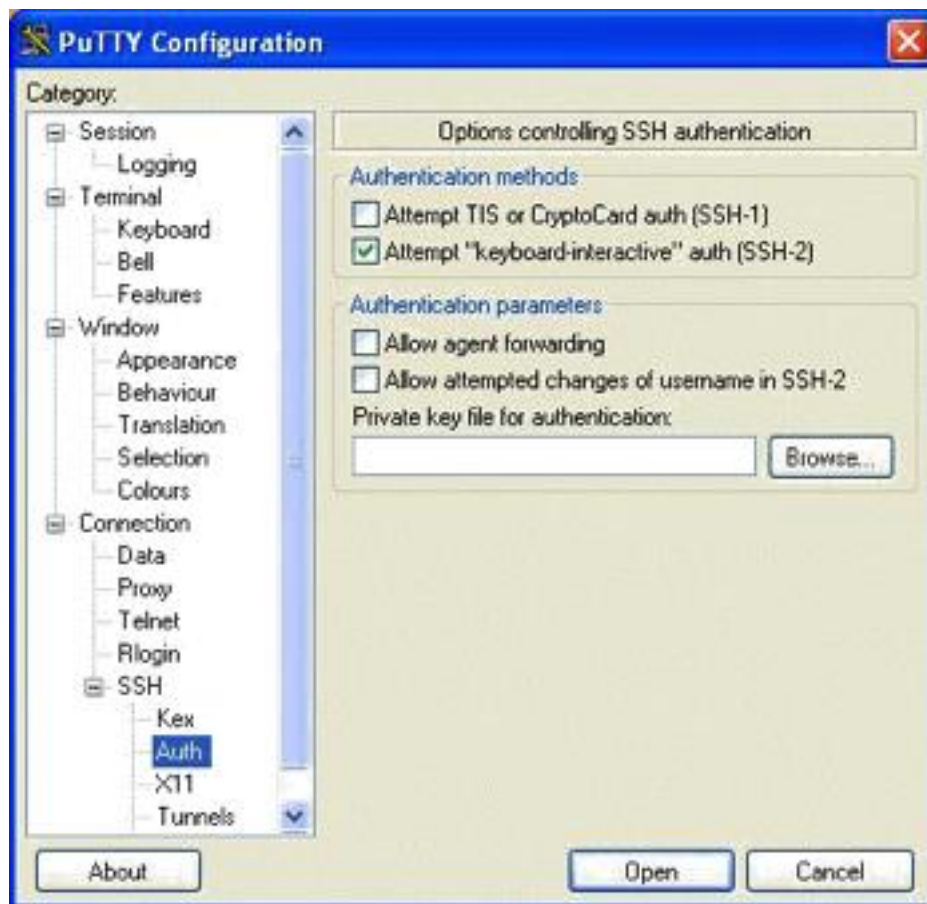 PuTTY Configuration
Category:
Session
Logging
Terminal
Keyboard
Bell
Features
Window
Appearance
Behaviour
Translation
Selection
Colours
Connection
Data
Proxy
Telnet
Rlogin
SSH
Kex
Auth
X11
Tunnels
Options controlling SSH authentication
Authentication methods
Attempt TIS or CryptoCard auth (SSH-1)
Attempt "keyboard-interactive" auth (SSH-2)
Authentication parameters
Allow agent forwarding
Allow attempted changes of username in SSH-2
Private key file for authentication:
Browse...
About
Open
Cancel